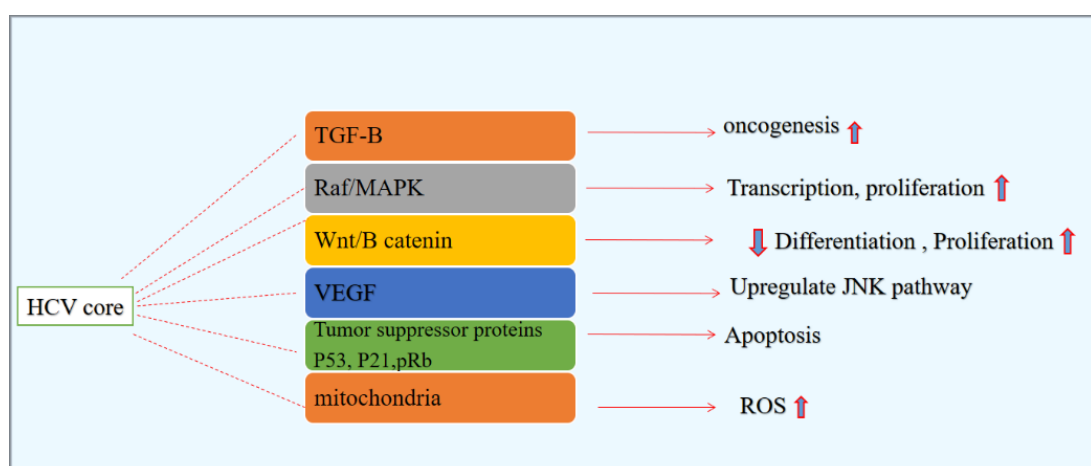 TGF-B
oncogenesis
Raf/MAPK
Transcription, proliferation
Wnt/B catenin
Differentiation , Proliferation
HCV core
VEGF
Upregulate JNK pathway
Tumor suppressor proteins
P53, P21,pRb
Apoptosis
mitochondria
ROS